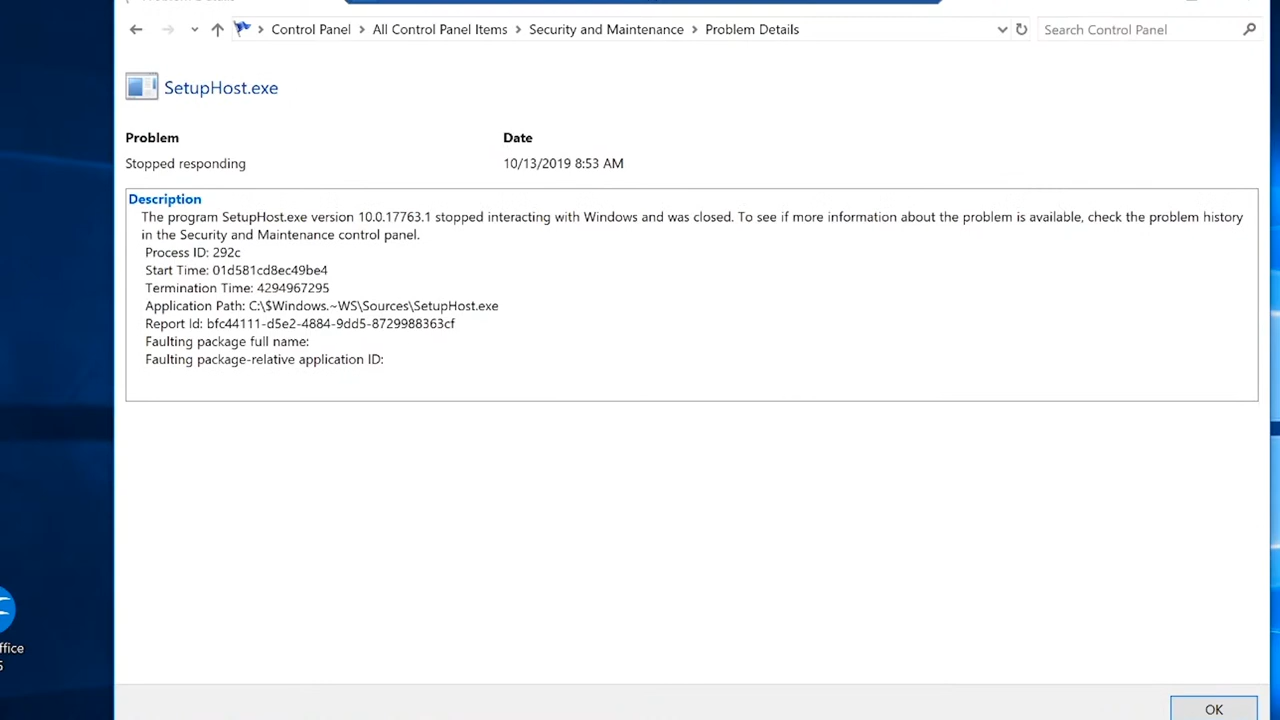 Control Panel > All Control Panel Items > Security and Maintenance > Problem Details
Search Control Panel
SetupHost.exe
Problem
Date
Stopped responding
10/13/2019 8:53 AM
Description
The program SetupHost.exe version 10.0.17763.1 stopped interacting with Windows and was closed. To see if more information about the problem is available, check the problem history
in the Security and Maintenance control panel.
Process ID: 292c
Start Time: 01d581cd8ec49be4
Termination Time: 4294967295
Application Path: C:\$Windows.~WS\Sources\SetupHost.exe
Report Id: bfc44111-d5e2-4884-9dd5-8729988363cf
Faulting package full name:
Faulting package-relative application ID:
ffice
5
OK